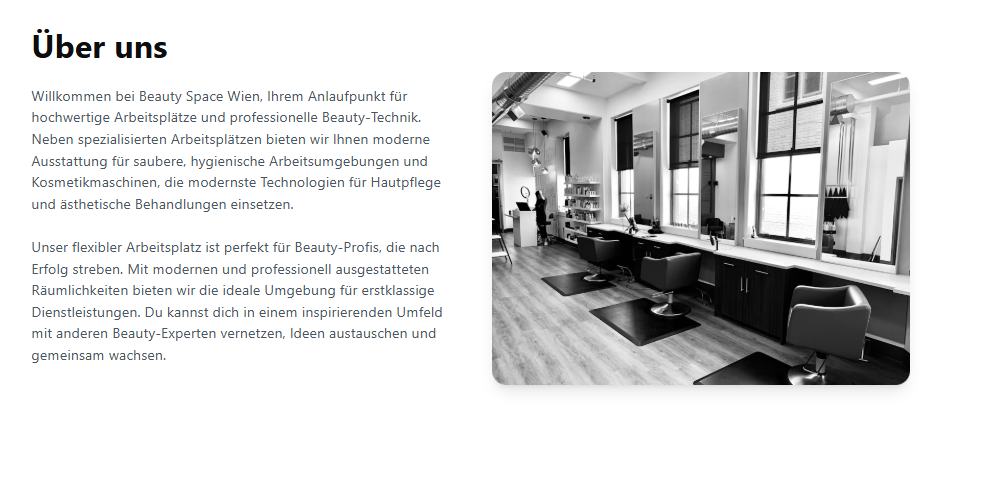 Über uns
Willkommen bei Beauty Space Wien, Ihrem Anlaufpunkt für
hochwertige Arbeitsplätze und professionelle Beauty-Technik.
Neben spezialisierten Arbeitsplätzen bieten wir Ihnen moderne
Ausstattung für saubere, hygienische Arbeitsumgebungen und
Kosmetikmaschinen, die modernste Technologien für Hautpflege
und ästhetische Behandlungen einsetzen.
Unser flexibler Arbeitsplatz ist perfekt für Beauty-Profis, die nach
Erfolg streben. Mit modernen und professionell ausgestatteten
Räumlichkeiten bieten wir die ideale Umgebung für erstklassige
Dienstleistungen. Du kannst dich in einem inspirierenden Umfeld
mit anderen Beauty-Experten vernetzen, Ideen austauschen und
gemeinsam wachsen.